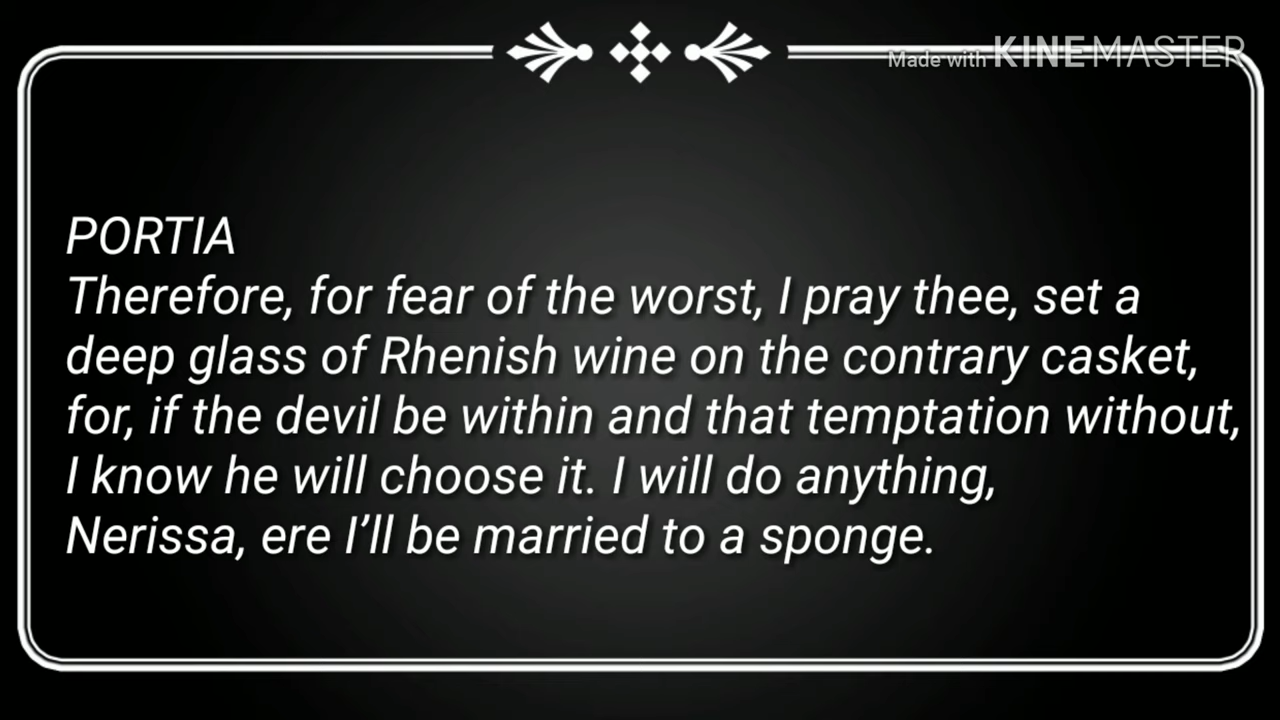 Made with KINEMASTER
PORTIA
Therefore, for fear of the worst, I pray thee, set a
deep glass of Rhenish wine on the contrary casket,
for, if the devil be within and that temptation without,
I know he will choose it. I will do anything,
Nerissa, ere I’ll be married to a sponge.